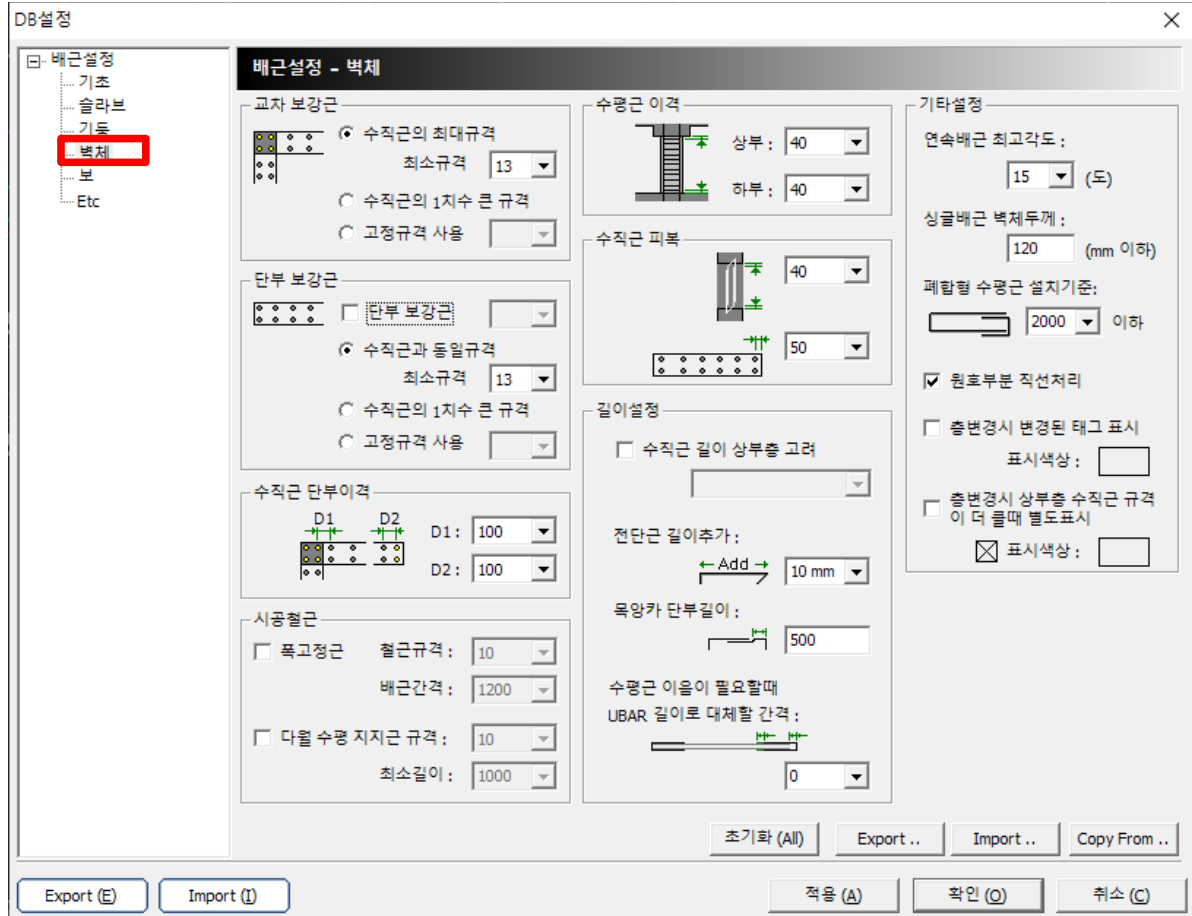 DB설정
배근설정
기초
슬라브
기둥
벽체
보
Etc
배근설정 - 벽체
교차 보강근
수직근의 최대규격
최소규격 13
수직근의 1치수 큰 규격
고정규격 사용
단부 보강근
단부 보강근
수직근과 동일규격
최소규격 13
수직근의 1치수 큰 규격
고정규격 사용
수직근 단부이격
D1 D2
D1 : 100
D2 : 100
시공철근
폭고정근 철근규격 : 10
배근간격 : 1200
다월 수평 지지근 규격 : 10
최소길이 : 1000
수평근 이격
상부 : 40
하부 : 40
수직근 피복
40
50
길이설정
수직근 길이 상부층 고려
전단근 길이추가 :
Add 10 mm
목앙카 단부길이 :
500
수평근 이음이 필요할때
UBAR 길이로 대체할 간격 :
0
기타설정
연속배근 최고각도 :
15 (도)
싱글배근 벽체두께 :
120 (mm 이하)
폐합형 수평근 설치기준:
2000 이하
원호부분 직선처리
층변경시 변경된 태그 표시
표시색상 :
층변경시 상부층 수직근 규격
이 더 클때 별도표시
표시색상 :
초기화 (All) Export .. Import .. Copy From ..
Export (E) Import (I) 적용 (A) 확인 (O) 취소 (C)